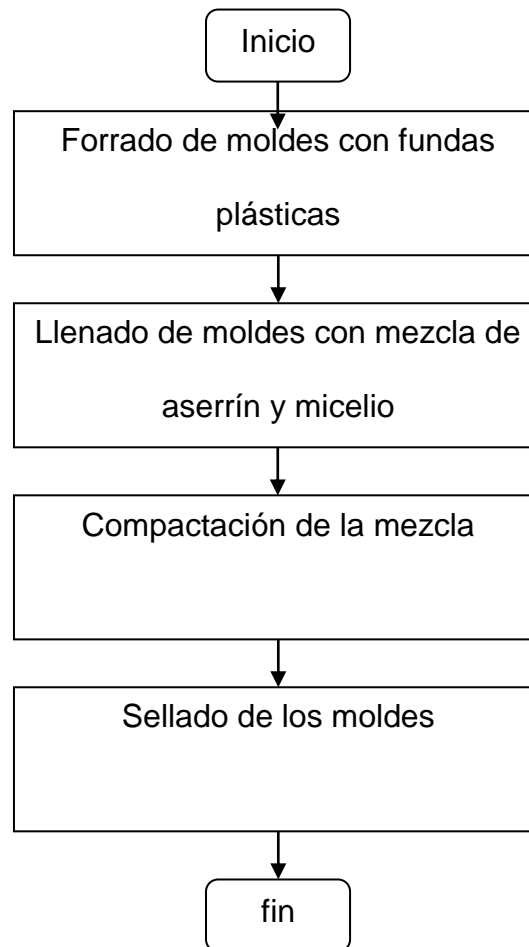 Inicio
Forrado de moldes con fundas
plásticas
Llenado de moldes con mezcla de
aserrín y micelio
Compactación de la mezcla
Sellado de los moldes
fin